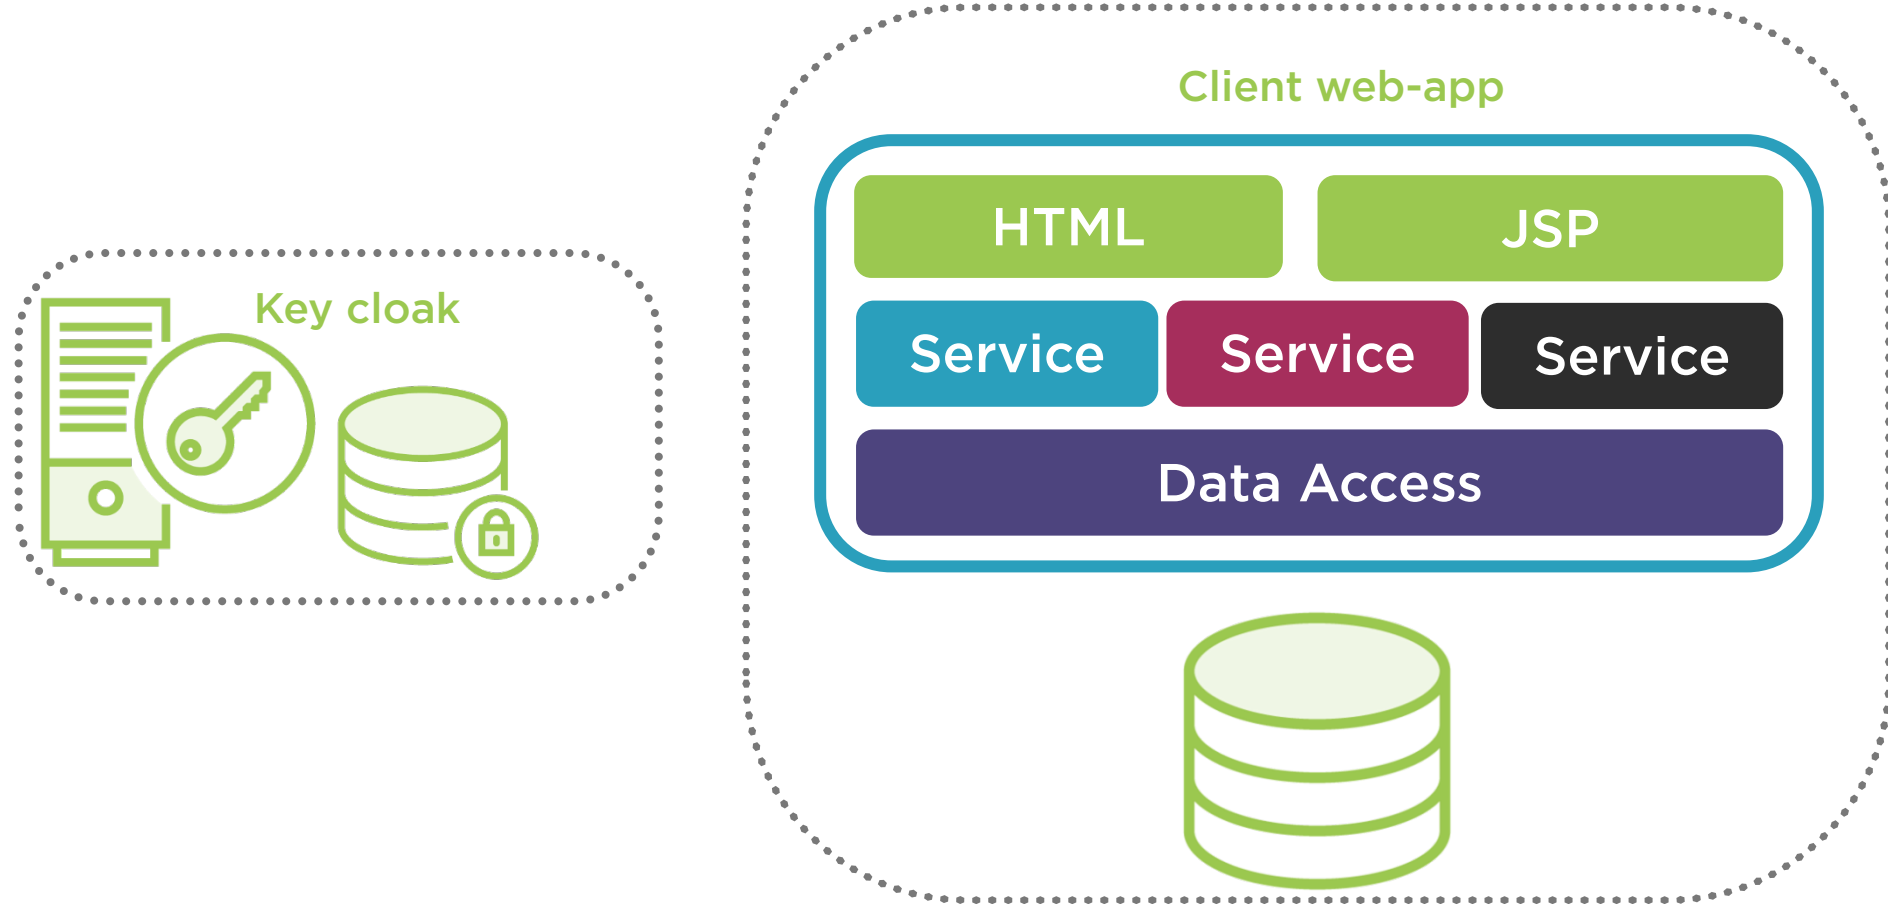 Client web-app
HTML
JSP
Key cloak
Service
Service
Service
Data Access